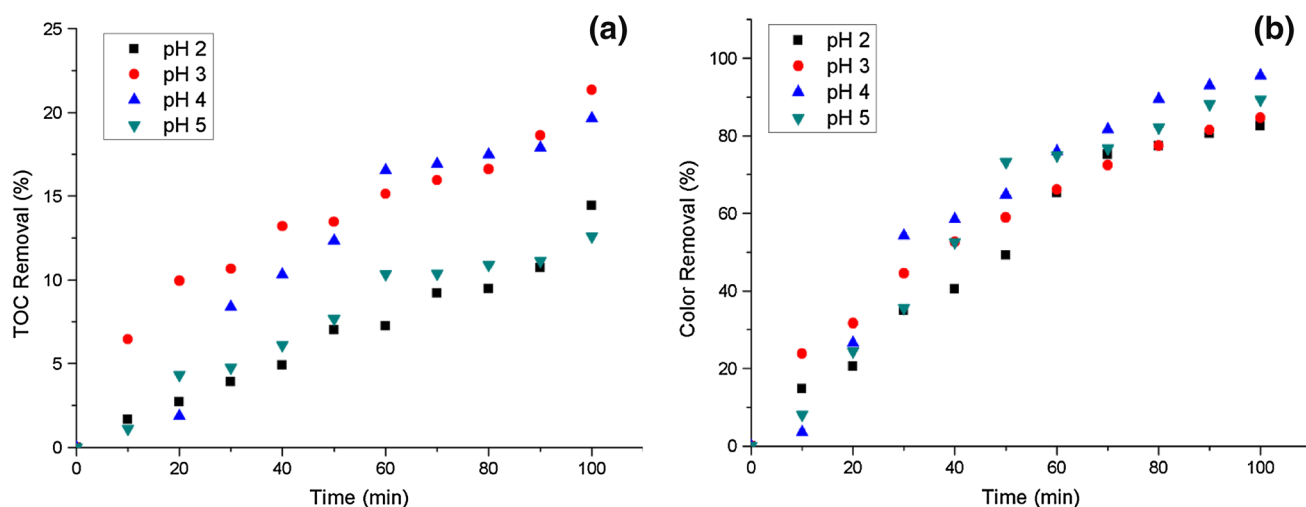 (a)
pH 2
pH 3
pH 4
pH 5
25
20
15
10
5
0
TOC Removal (%)
0 20 40 60 80 100
Time (min)
(b)
pH 2
pH 3
pH 4
pH 5
100
80
60
40
20
0
Color Removal (%)
0 20 40 60 80 100
Time (min)